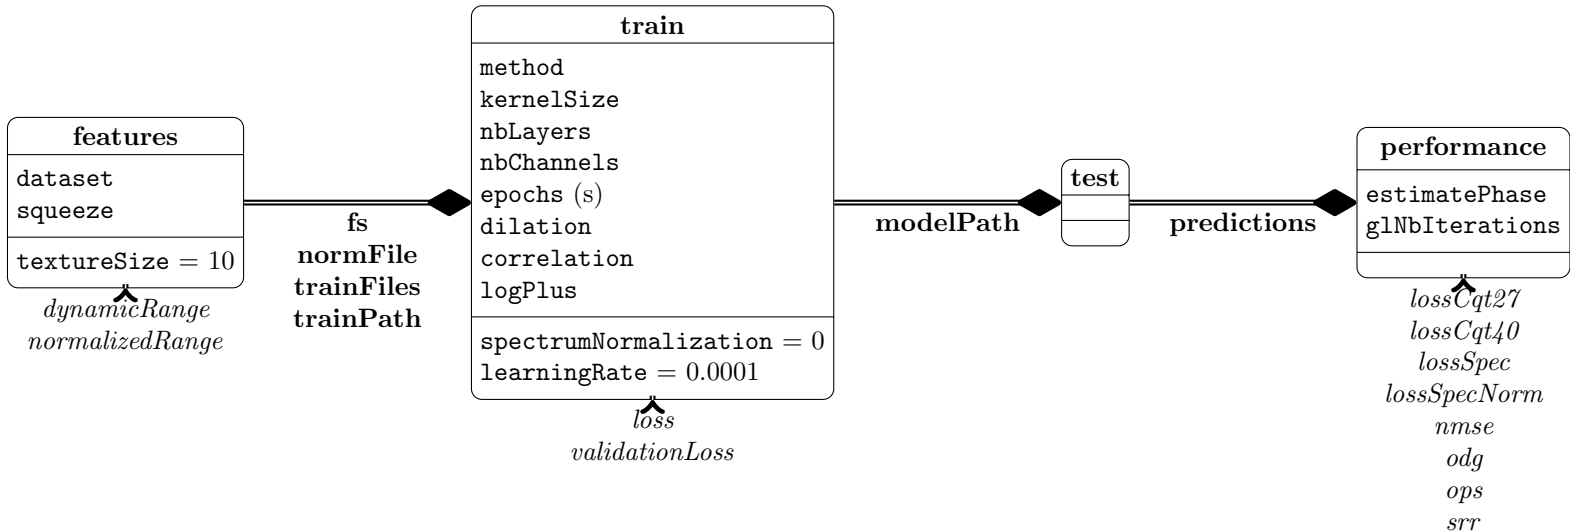 features
dataset
squeeze
textureSize = 10
dynamicRange
normalizedRange
fs
normFile
trainFiles
trainPath
train
method
kernelSize
nbLayers
nbChannels
epochs (s)
dilation
correlation
logPlus
spectrumNormalization = 0
learningRate = 0.0001
loss
validationLoss
modelPath
test
predictions
performance
estimatePhase
glNbIterations
lossCqt27
lossCqt40
lossSpec
lossSpecNorm
nmse
odg
ops
srr